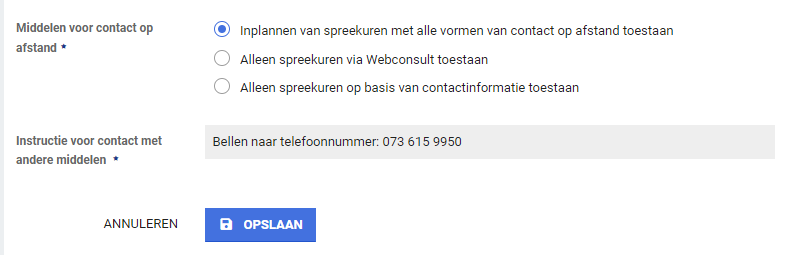 Middelen voor contact op
afstand *
Inplannen van spreekuren met alle vormen van contact op afstand toestaan
Alleen spreekuren via Webconsult toestaan
Alleen spreekuren op basis van contactinformatie toestaan
Instructie voor contact met
andere middelen *
Bellen naar telefoonnummer: 073 615 9950
ANNULEREN
OPSLAAN